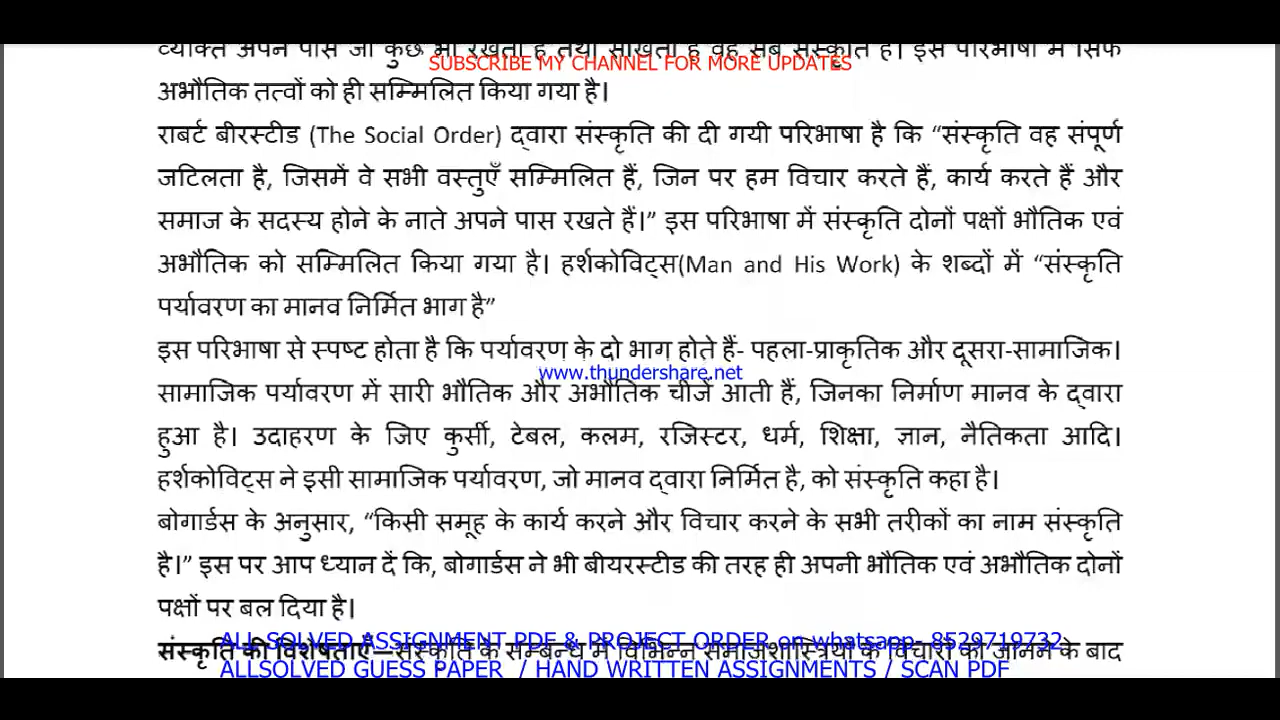 व्यक्ति अपने पास जो कुछ भी रखता है तथा सीखता है वह सब संस्कृति है। इस परिभाषा में सिर्फ
SUBSCRIBE MY CHANNEL FOR MORE UPDATES
अभौतिक तत्वों को ही सम्मिलित किया गया है।
राबर्ट बीरस्टीड (The Social Order) द्वारा संस्कृति की दी गयी परिभाषा है कि “संस्कृति वह संपूर्ण
जटिलता है, जिसमें वे सभी वस्तुएँ सम्मिलित हैं, जिन पर हम विचार करते हैं, कार्य करते हैं और
समाज के सदस्य होने के नाते अपने पास रखते हैं।” इस परिभाषा में संस्कृति दोनों पक्षों भौतिक एवं
अभौतिक को सम्मिलित किया गया है। हर्शकोविट्स(Man and His Work) के शब्दों में “संस्कृति
पर्यावरण का मानव निर्मित भाग है”
इस परिभाषा से स्पष्ट होता है कि पर्यावरण के दो भाग होते हैं- पहला-प्राकृतिक और दूसरा-सामाजिक।
www.thundershare.net
सामाजिक पर्यावरण में सारी भौतिक और अभौतिक चीजें आती हैं, जिनका निर्माण मानव के द्वारा
हुआ है। उदाहरण के जिए कुर्सी, टेबल, कलम, रजिस्टर, धर्म, शिक्षा, ज्ञान, नैतिकता आदि।
हर्शकोविट्स ने इसी सामाजिक पर्यावरण, जो मानव द्वारा निर्मित है, को संस्कृति कहा है।
बोगार्डस के अनुसार, “किसी समूह के कार्य करने और विचार करने के सभी तरीकों का नाम संस्कृति
है।” इस पर आप ध्यान दें कि, बोगार्डस ने भी बीयरस्टीड की तरह ही अपनी भौतिक एवं अभौतिक दोनों
पक्षों पर बल दिया है।
ALL SOLVED ASSIGNMENT PDF & PROJECT ORDER on whatsapp- 8529719732
संस्कृति की विशेषताएँ—संस्कृति के सम्बन्ध में विभिन्न समाजशास्त्रियों के विचारों को जानने के बाद
ALLSOLVED GUESS PAPER / HAND WRITTEN ASSIGNMENTS / SCAN PDF